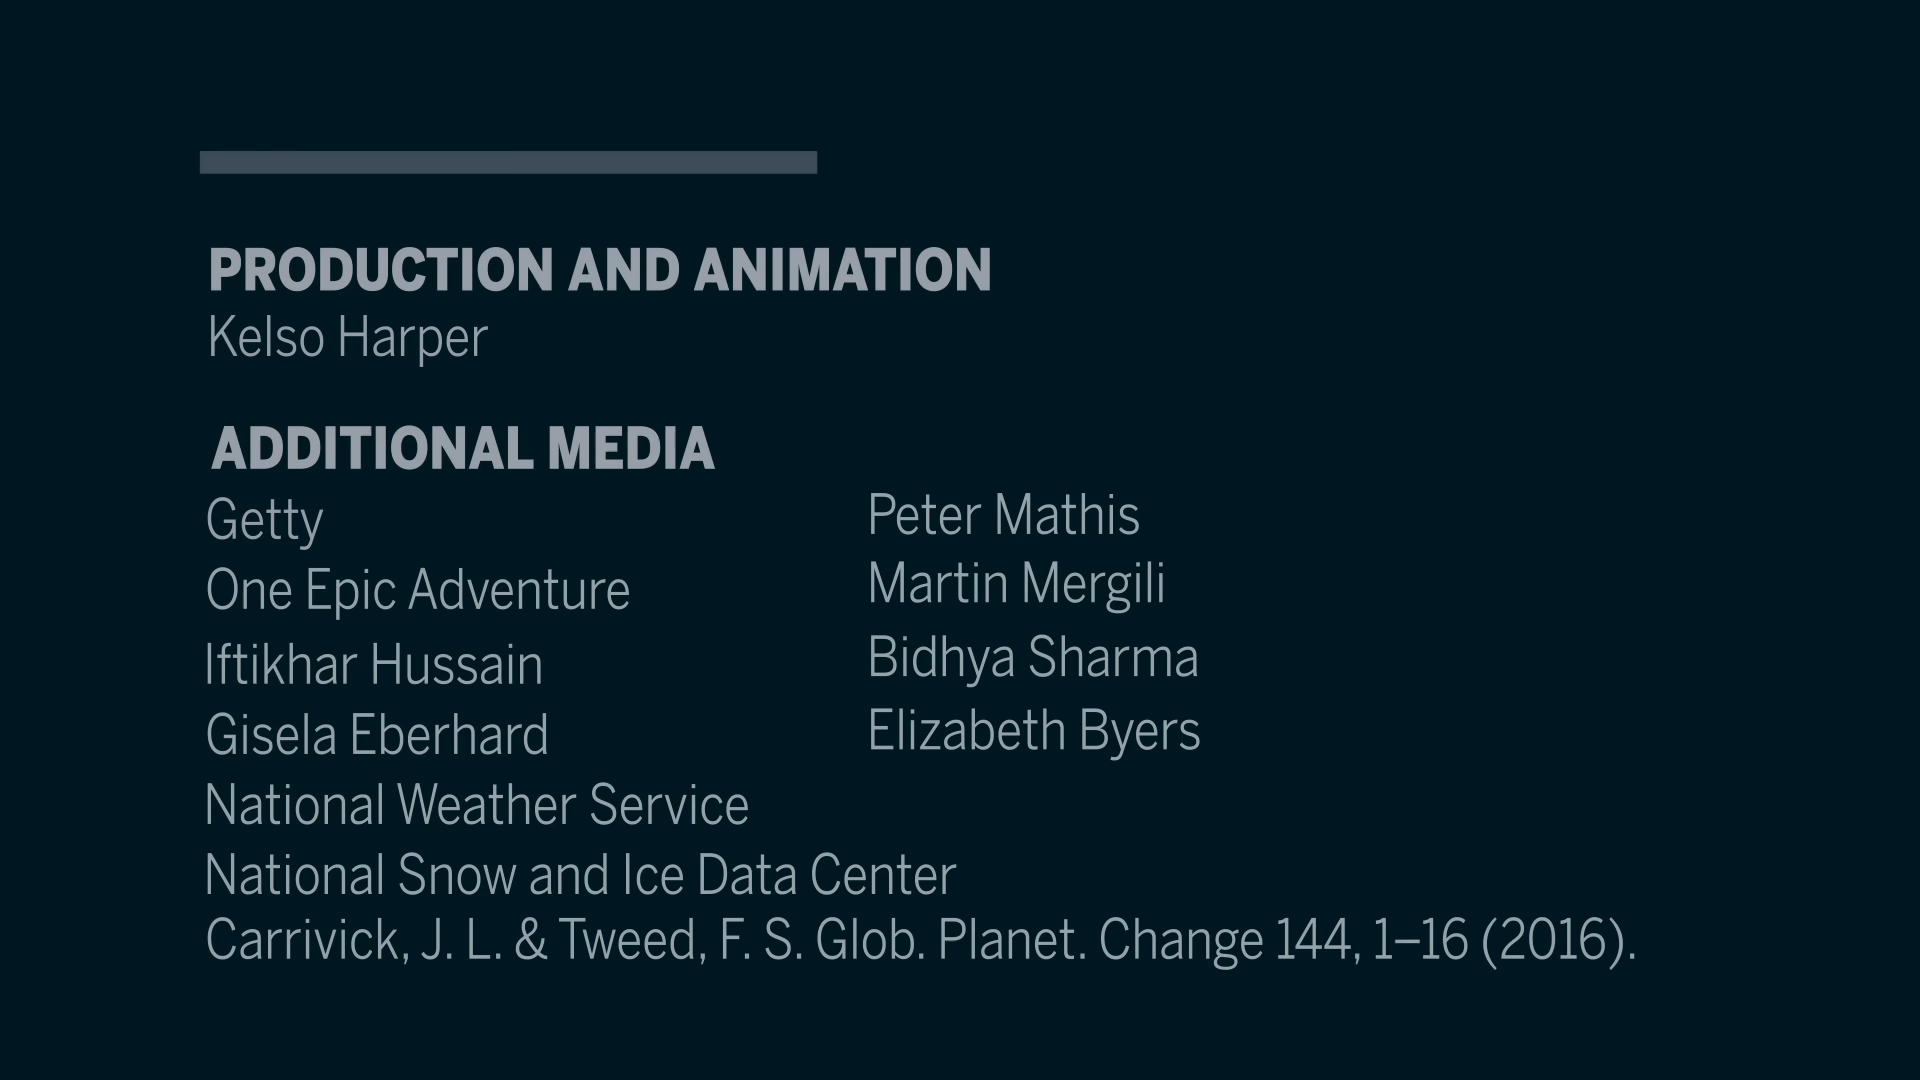 PRODUCTION AND ANIMATION
Kelso Harper
ADDITIONAL MEDIA
Getty
One Epic Adventure
Iftikhar Hussain
Gisela Eberhard
National Weather Service
National Snow and Ice Data Center
Carrivick, J. L. & Tweed, F. S. Glob. Planet. Change 144, 1–16 (2016).
Peter Mathis
Martin Mergili
Bidhya Sharma
Elizabeth Byers